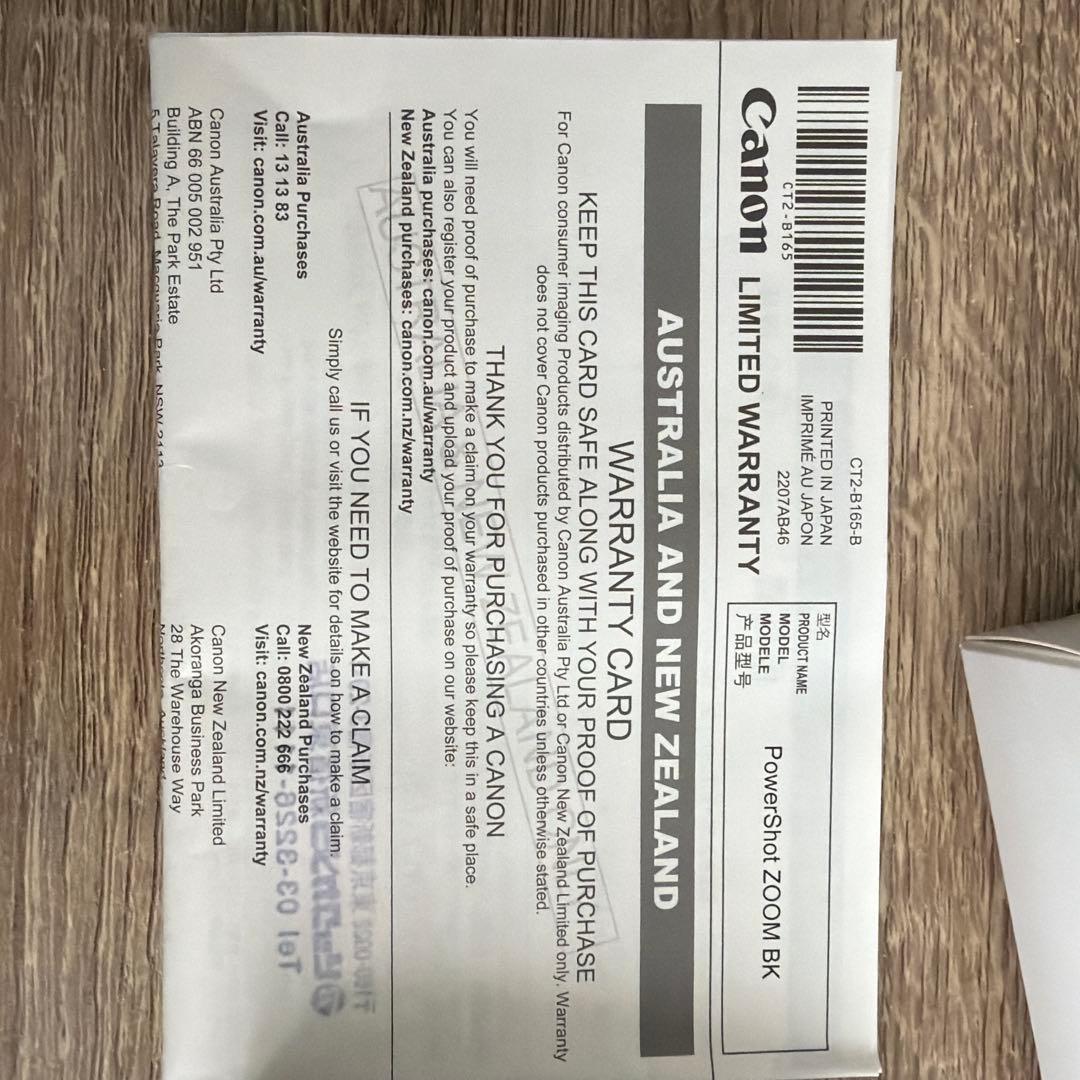 CT2-B165
CT2-B165-B
PRINTED IN JAPAN
IMPRIMÉ AU JAPON
2207AB46
Canon LIMITED WARRANTY
型名
PRODUCT NAME
MODEL
MODELE
产品型号
PowerShot ZOOM BK
AUSTRALIA AND NEW ZEALAND
WARRANTY CARD
KEEP THIS CARD SAFE ALONG WITH YOUR PROOF OF PURCHASE
For Canon consumer imaging Products distributed by Canon Australia Pty Ltd or Canon New Zealand Limited only. Warranty
does not cover Canon products purchased in other countries unless otherwise stated.
THANK YOU FOR PURCHASING A CANON
You will need proof of purchase to make a claim on your warranty so please keep this in a safe place.
You can also register your product and upload your proof of purchase on our website:
Australia purchases: canon.com.au/warranty
New Zealand purchases: canon.com.nz/warranty
IF YOU NEED TO MAKE A CLAIM
Simply call us or visit the website for details on how to make a claim.
Australia Purchases
Call: 13 13 83
Visit: canon.com.au/warranty
New Zealand Purchases
Call: 0800 222 666
Visit: canon.com.nz/warranty
Canon Australia Pty Ltd
ABN 66 005 002 951
Building A, The Park Estate
5 Talavera Road, Macquarie Park, NSW 2113
Canon New Zealand Limited
Akoranga Business Park
28 The Warehouse Way